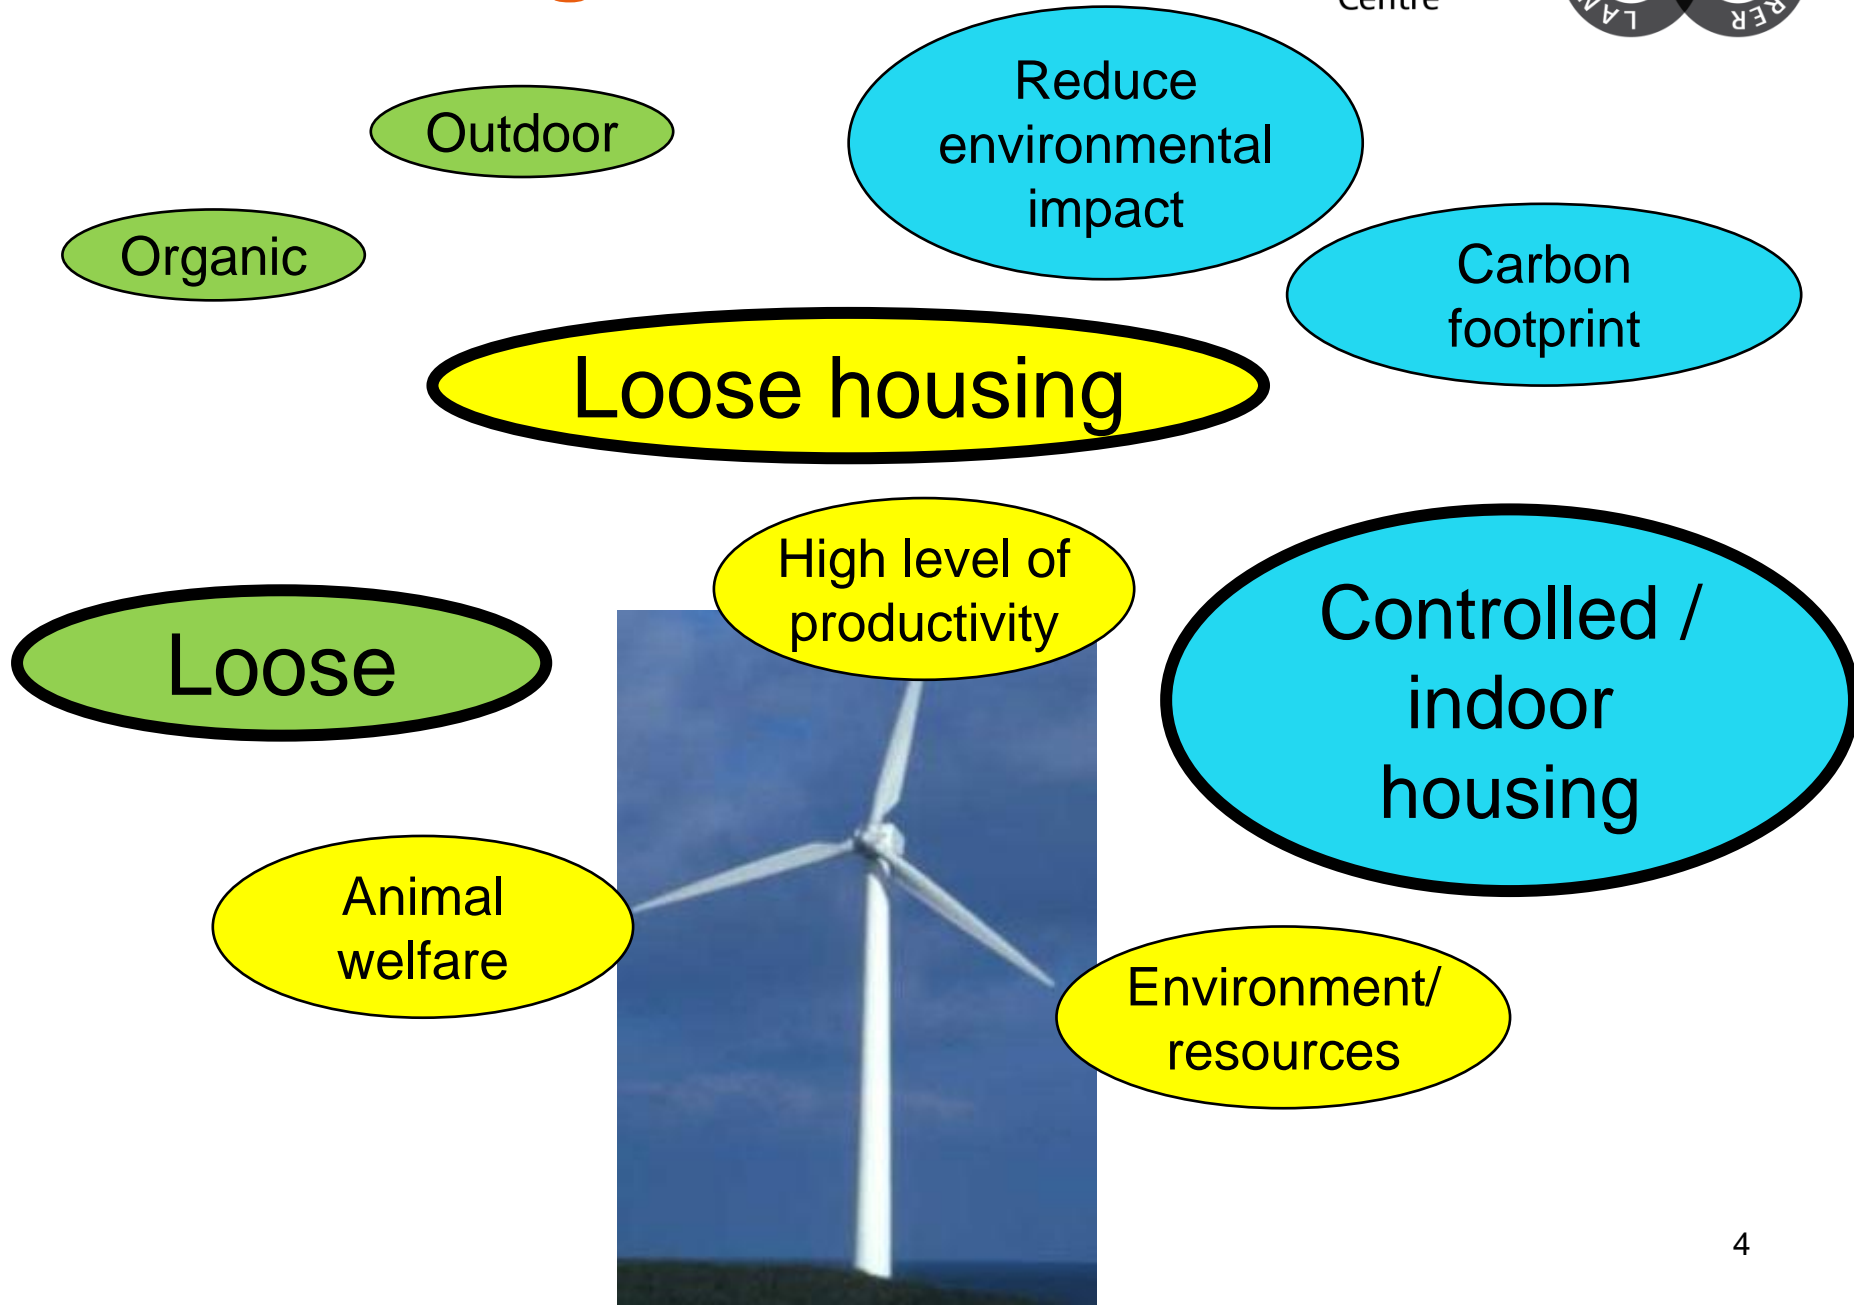 Centre
Outdoor
Reduce
environmental
impact
Organic
Carbon
footprint
Loose housing
High level of
productivity
Loose
Controlled /
indoor
housing
Animal
welfare
Environment/
resources
4